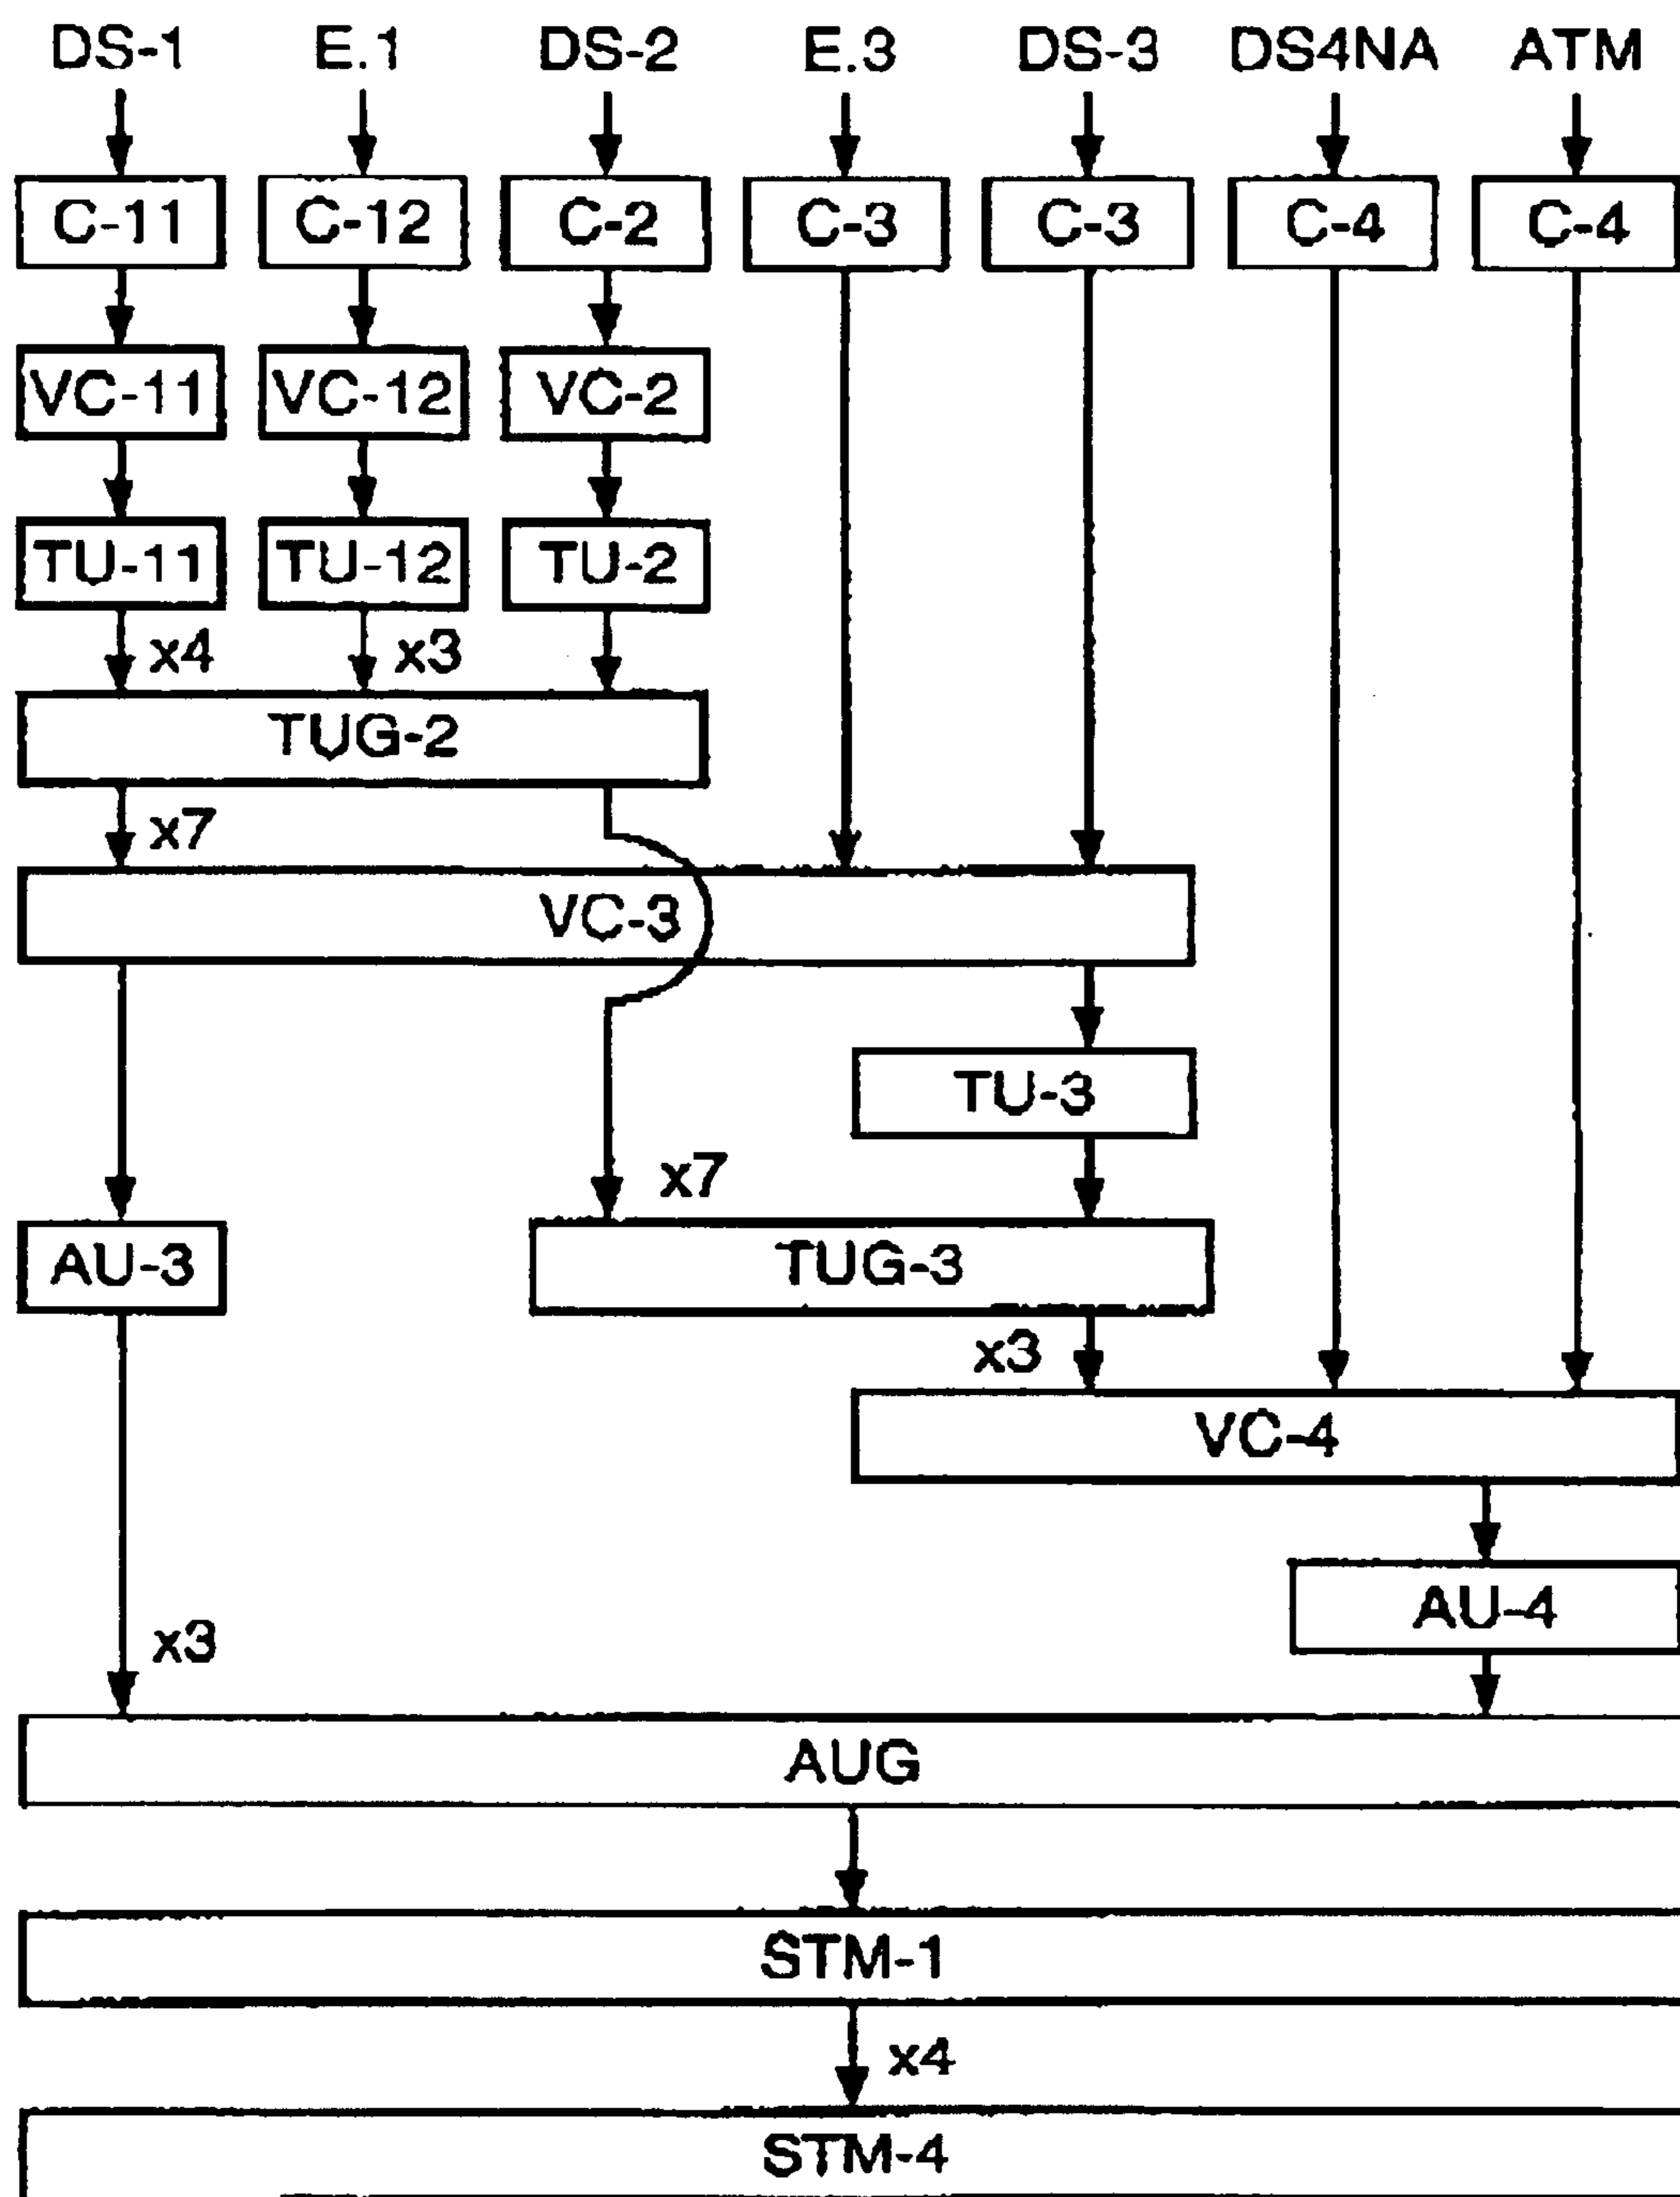 DS-1 E.1 DS-2 E.3 DS-3 DS4NA ATM
C-11 C-12 C-2 C-3 C-3 C-4 C-4
VC-11 VC-12 VC-2
TU-11 TU-12 TU-2
x4 x3
TUG-2
x7
VC-3
TU-3
x7
AU-3 TUG-3
x3
VC-4
AU-4
x3
AUG
STM-1
x4
STM-4